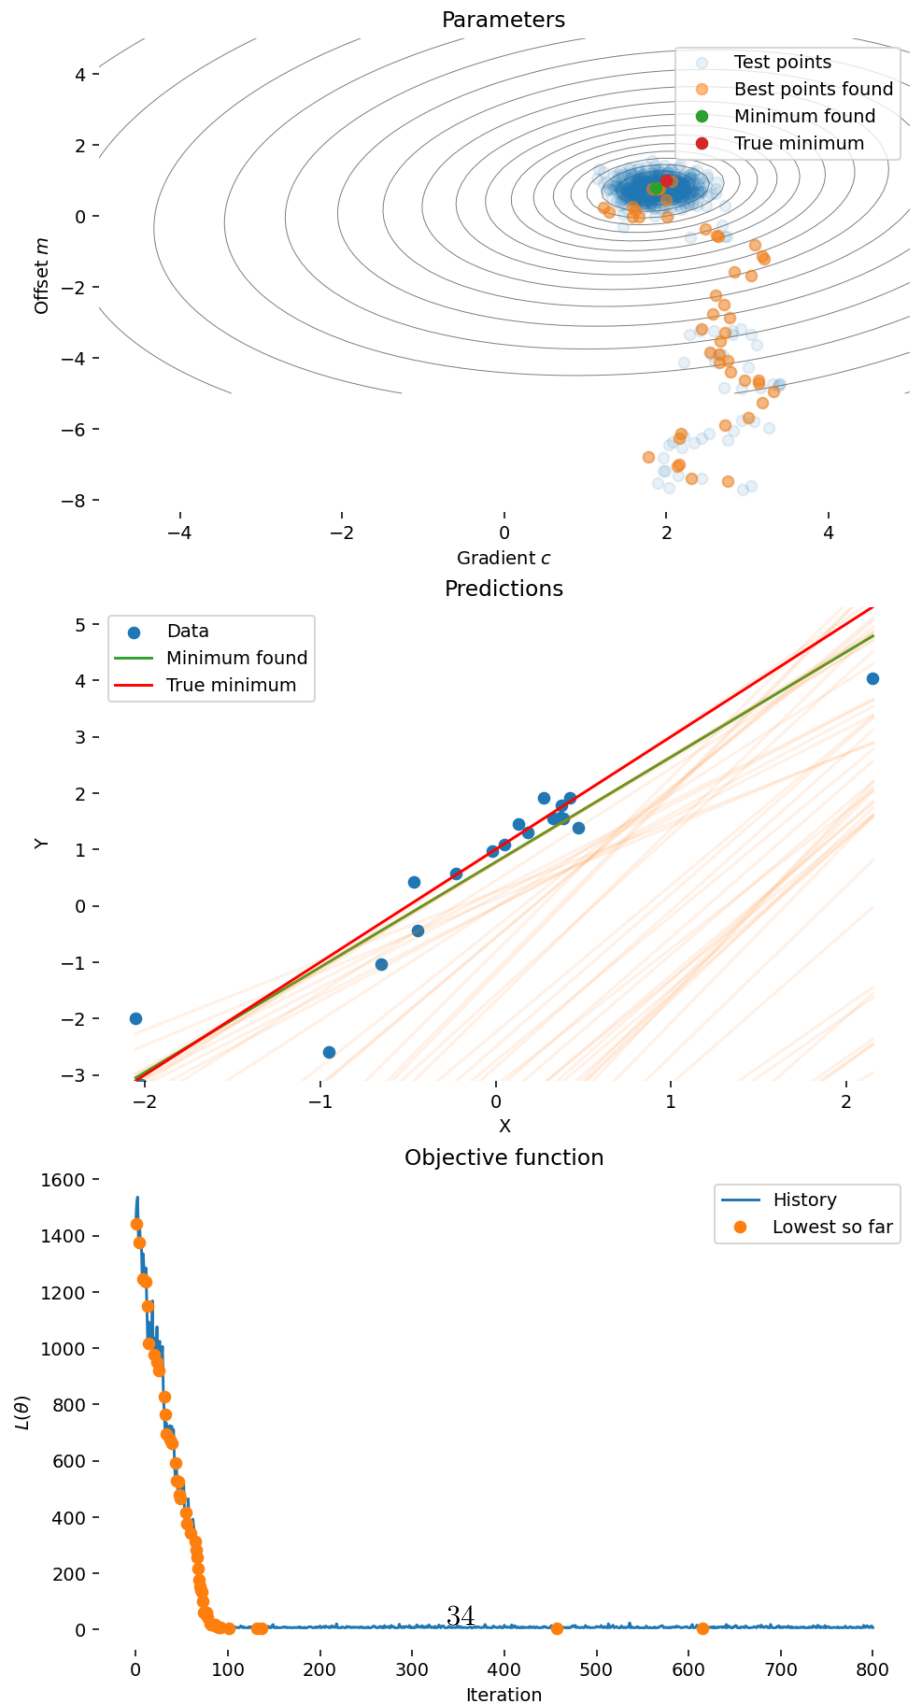 Parameters
Test points
Best points found
Minimum found
True minimum
4
2
0
−2
−4
−6
−8
Offset m
−4
−2
0
2
4
Gradient c
Predictions
Data
Minimum found
True minimum
5
4
3
2
1
0
−1
−2
−3
Y
−2
−1
0
1
2
X
Objective function
History
Lowest so far
1600
1400
1200
1000
800
600
400
200
0
L(θ)
34
0
100
200
300
400
500
600
700
800
Iteration